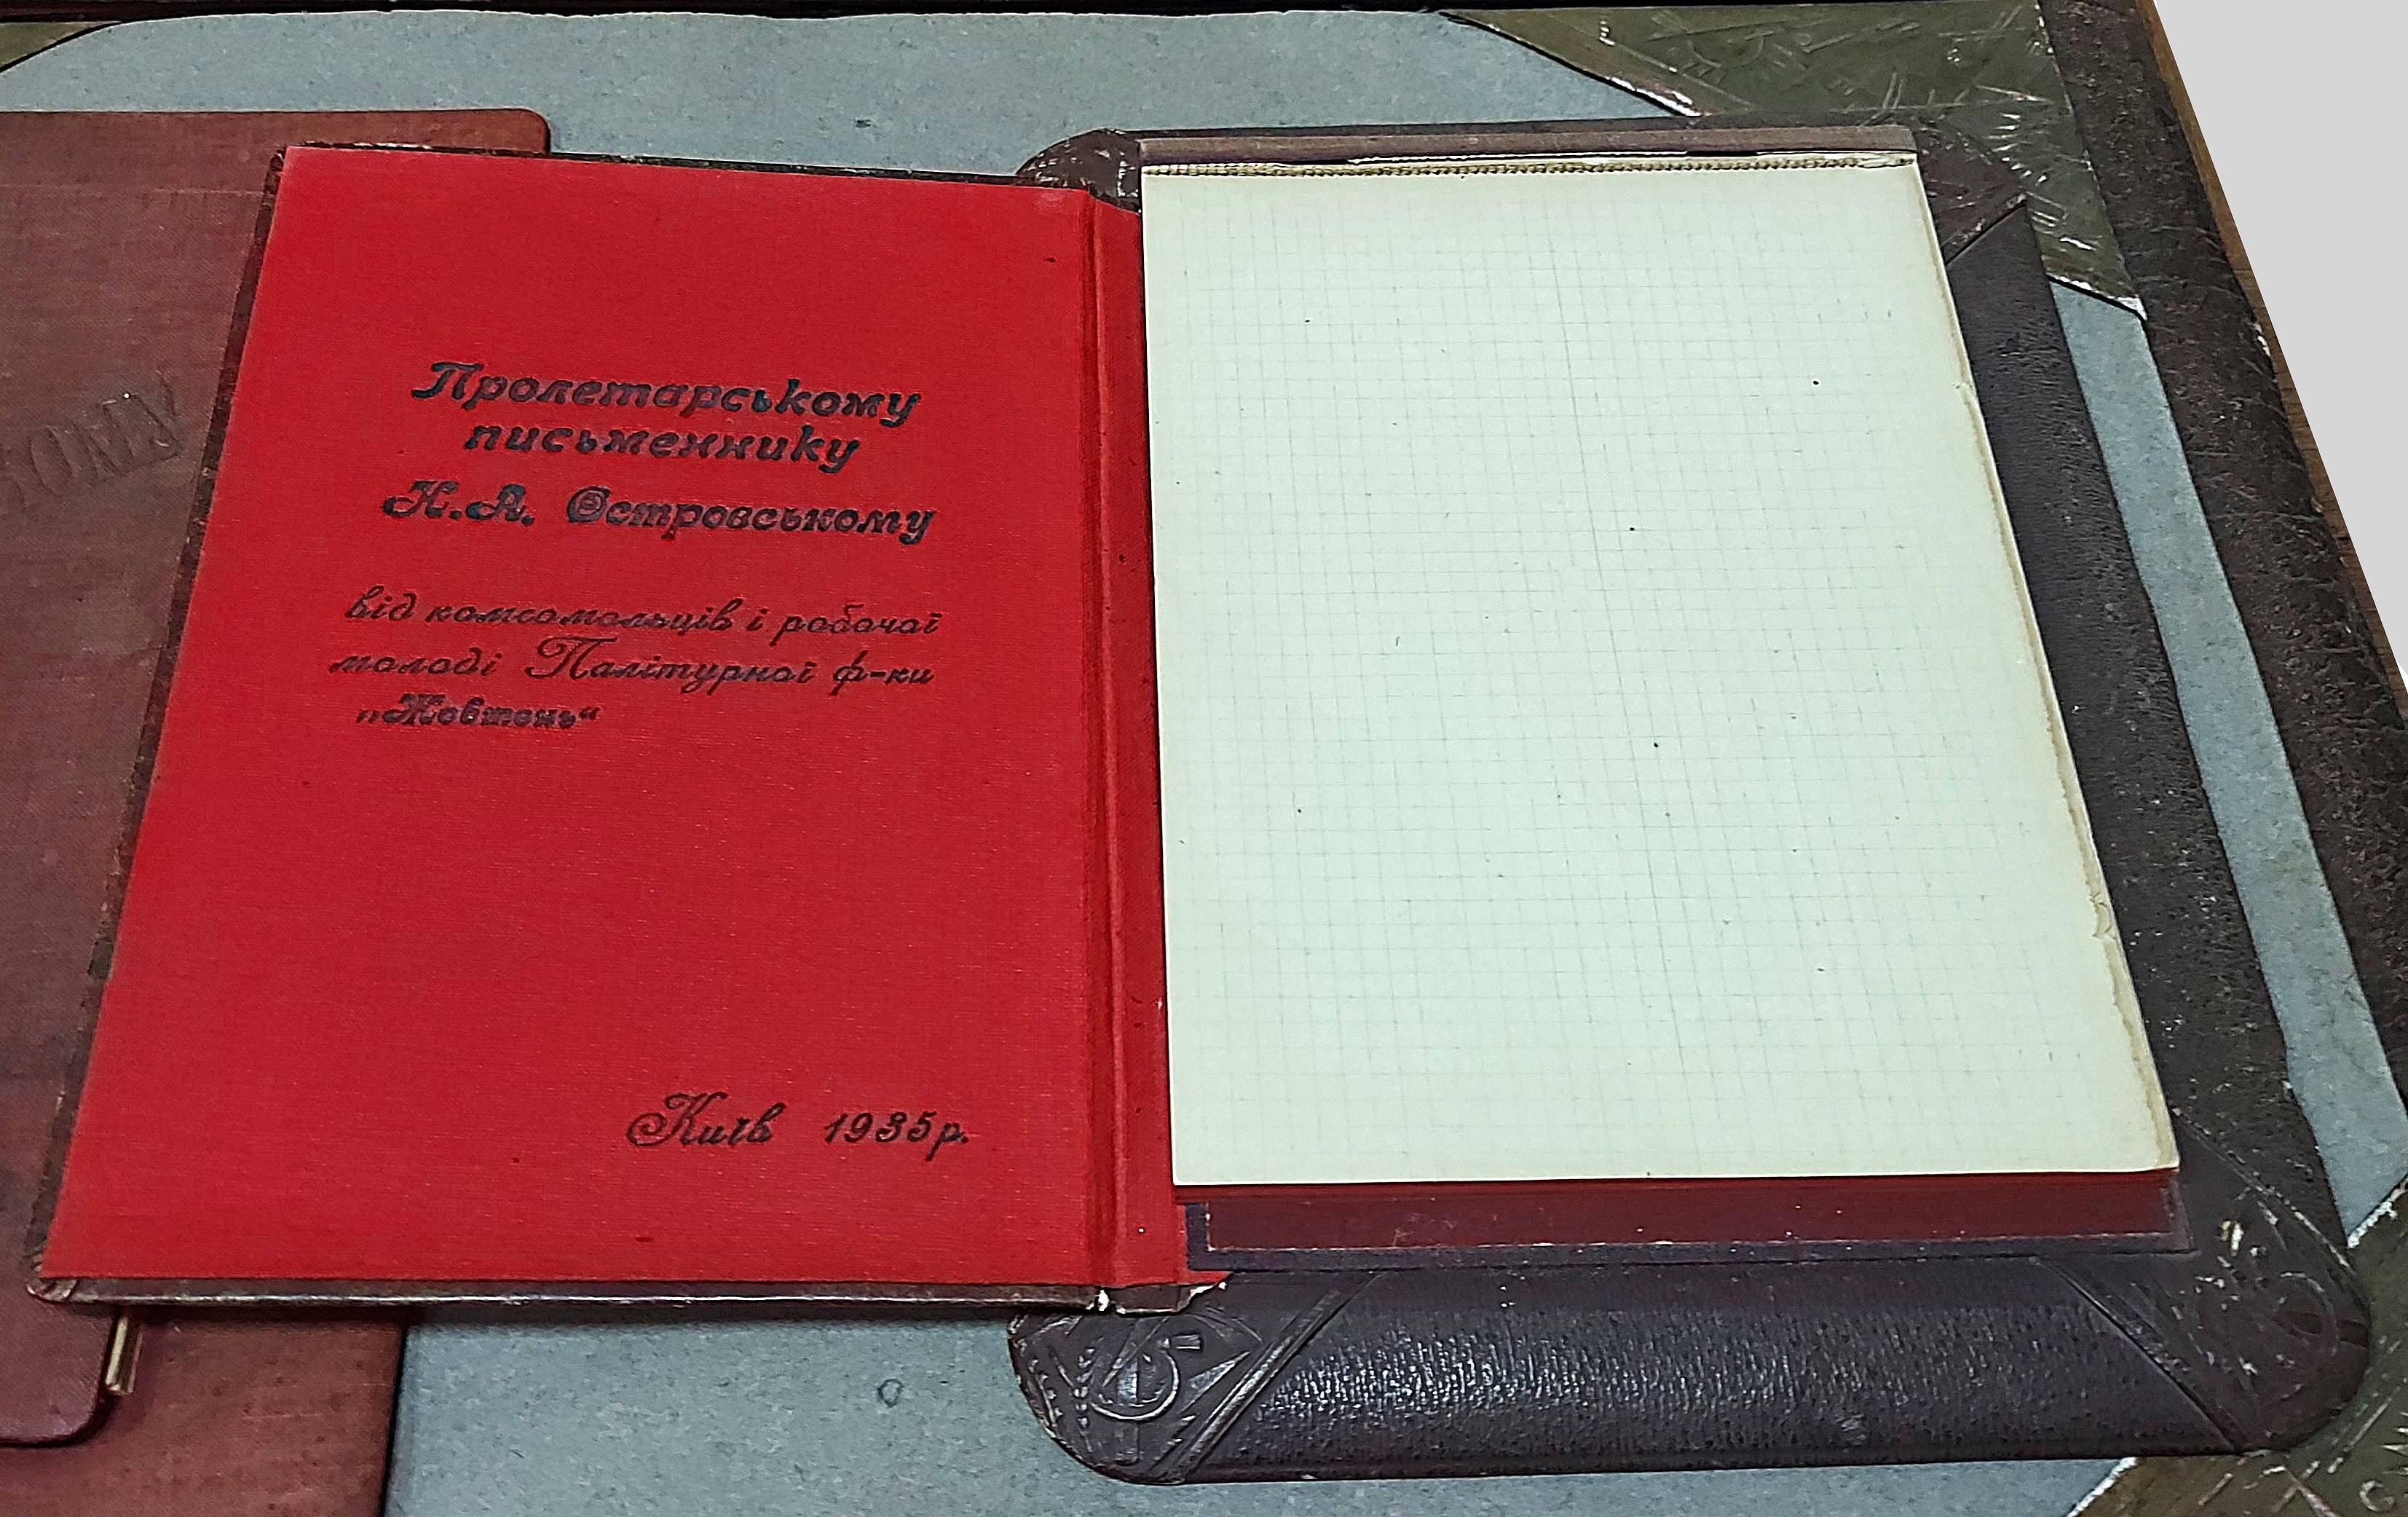 Пролетарському
письменнику
Н.А. Островському
від комсомольців і робочої
молоді Палітурної ф-ки
„Жовтень“
Київ 1935р.